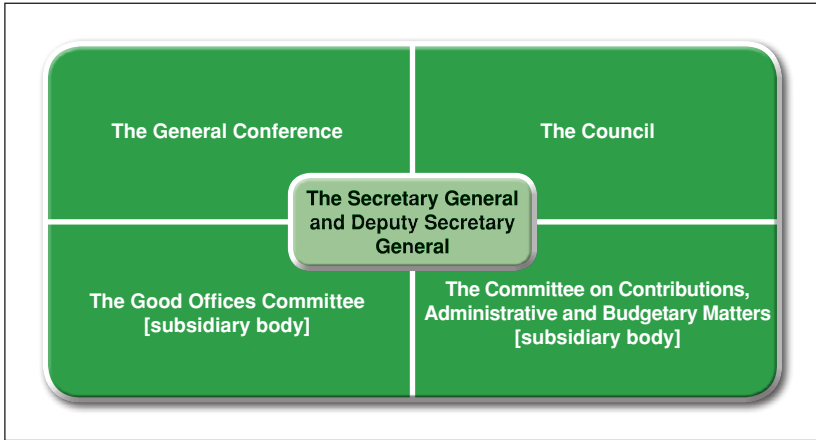 The General Conference
The Council
The Secretary General
and Deputy Secretary
General
The Good Offices Committee
[subsidiary body]
The Committee on Contributions,
Administrative and Budgetary Matters
[subsidiary body]